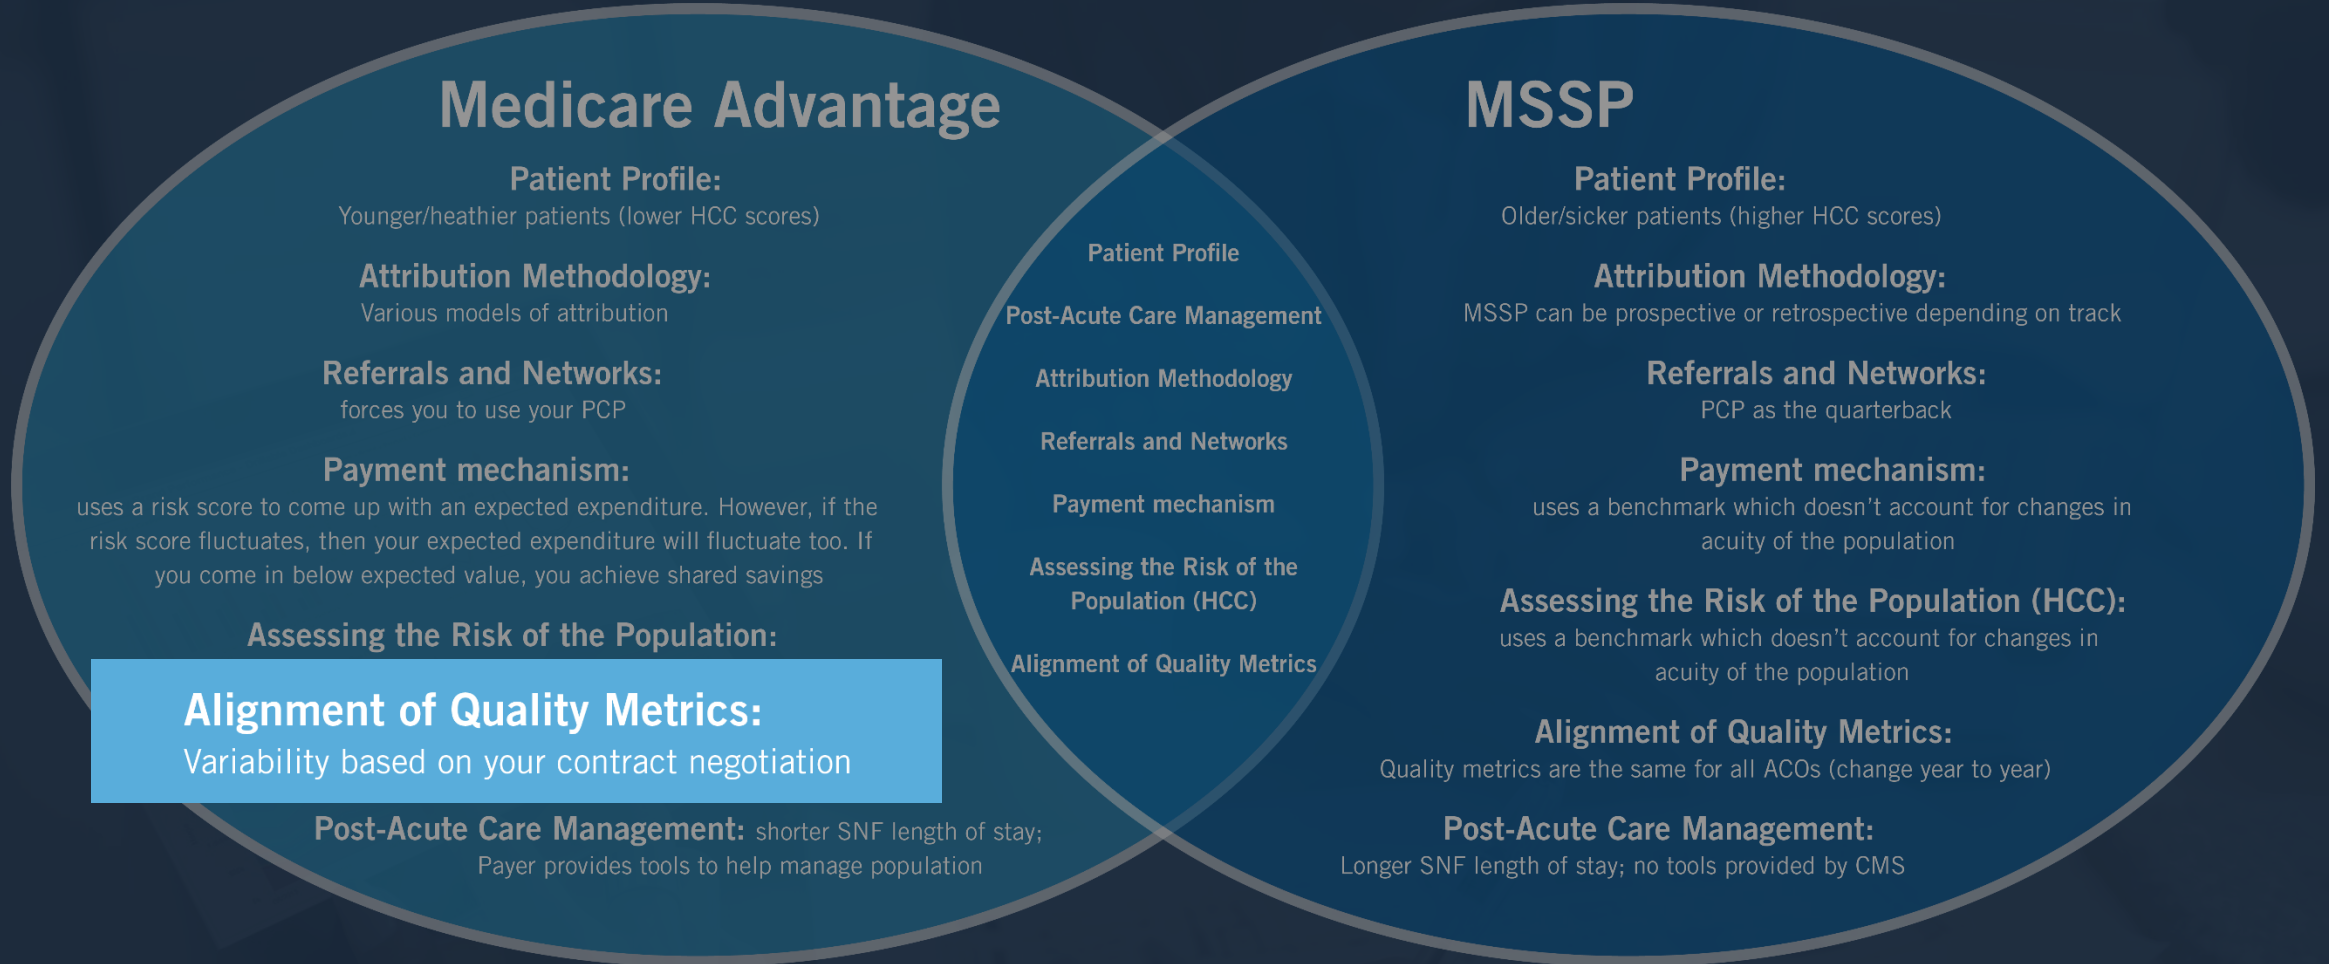 Medicare Advantage
Patient Profile:
Younger/heathier patients (lower HCC scores)
Attribution Methodology:
Various models of attribution
Referrals and Networks:
forces you to use your PCP
Payment mechanism:
uses a risk score to come up with an expected expenditure. However, if the
risk score fluctuates, then your expected expenditure will fluctuate too. If
you come in below expected value, you achieve shared savings
Assessing the Risk of the Population:
Alignment of Quality Metrics:
Variability based on your contract negotiation
Post-Acute Care Management: shorter SNF length of stay;
Payer provides tools to help manage population
Patient Profile
Post-Acute Care Management
Attribution Methodology
Referrals and Networks
Payment mechanism
Assessing the Risk of the
Population (HCC)
Alignment of Quality Metrics
MSSP
Patient Profile:
Older/sicker patients (higher HCC scores)
Attribution Methodology:
MSSP can be prospective or retrospective depending on track
Referrals and Networks:
PCP as the quarterback
Payment mechanism:
uses a benchmark which doesn't account for changes in
acuity of the population
Assessing the Risk of the Population (HCC):
uses a benchmark which doesn't account for changes in
acuity of the population
Alignment of Quality Metrics:
Quality metrics are the same for all ACOs (change year to year)
Post-Acute Care Management:
Longer SNF length of stay; no tools provided by CMS